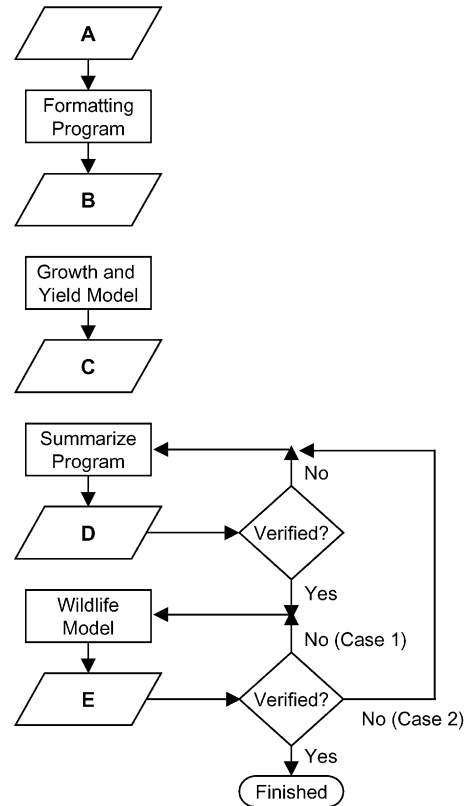 A
Formatting
Program
B
Growth and
Yield Model
C
Summarize
Program
No
D
Verified?
Yes
Wildlife
Model
No (Case 1)
E
Verified?
No (Case 2)
Yes
Finished